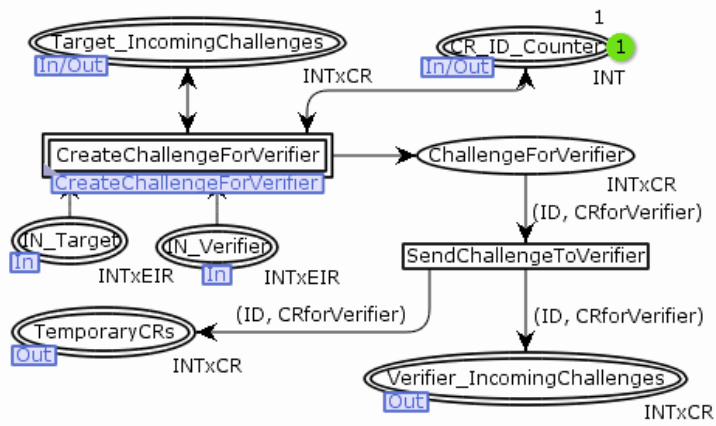 1
Target_IncomingChallenges
CR_ID_Counter
1
In/Out
INTxCR
In/Out
INT
CreateChallengeForVerifier
ChallengeForVerifier
CreateChallengeForVerifier
INTxCR
(ID, CRforVerifier)
IN_Target
IN_Verifier
SendChallengeToVerifier
In
INTxEIR
In
INTxEIR
(ID, CRforVerifier)
(ID, CRforVerifier)
TemporaryCRs
Out
INTxCR
Verifier_IncomingChallenges
Out
INTxCR